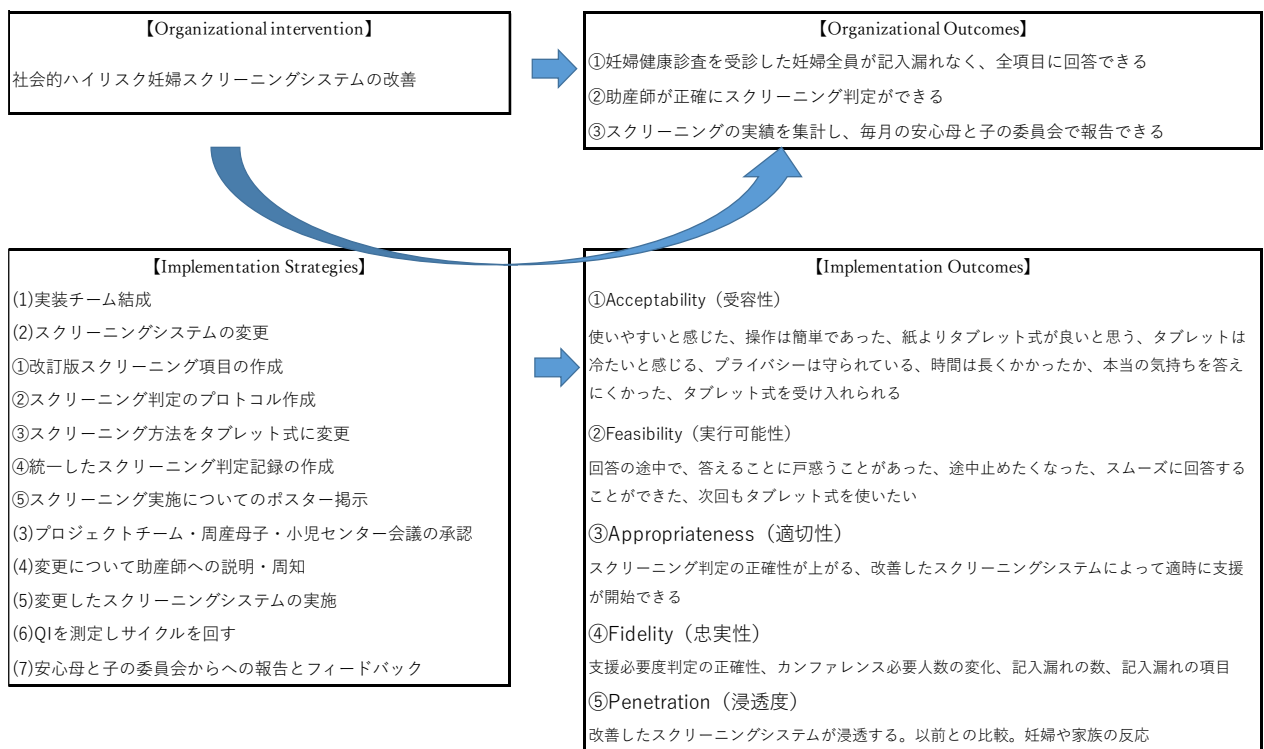 【Organizational intervention】
社会的ハイリスク妊婦スクリーニングシステムの改善
【Organizational Outcomes】
①妊婦健康診査を受診した妊婦全員が記入漏れなく、全項目に回答できる
②助産師が正確にスクリーニング判定ができる
③スクリーニングの実績を集計し、毎月の安心母と子の委員会で報告できる
【Implementation Strategies】
(1)実装チーム結成
(2)スクリーニングシステムの変更
①改訂版スクリーニング項目の作成
②スクリーニング判定のプロトコル作成
③スクリーニング方法をタブレット式に変更
④統一したスクリーニング判定記録の作成
⑤スクリーニング実施についてのポスター掲示
(3)プロジェクトチーム・周産母子・小児センター会議の承認
(4)変更について助産師への説明・周知
(5)変更したスクリーニングシステムの実施
(6)QIを測定しサイクルを回す
(7)安心母と子の委員会からへの報告とフィードバック
【Implementation Outcomes】
①Acceptability（受容性）
使いやすいと感じた、操作は簡単であった、紙よりタブレット式が良いと思う、タブレットは
冷たいと感じる、プライバシーは守られている、時間は長くかかったか、本当の気持ちを答え
にくかった、タブレット式を受け入れられる
②Feasibility（実行可能性）
回答の途中で、答えることに戸惑うことがあった、途中止めたくなった、スムーズに回答する
ことができた、次回もタブレット式を使いたい
③Appropriateness（適切性）
スクリーニング判定の正確性が上がる、改善したスクリーニングシステムによって適時に支援
が開始できる
④Fidelity（忠実性）
支援必要度判定の正確性、カンファレンス必要人数の変化、記入漏れの数、記入漏れの項目
⑤Penetration（浸透度）
改善したスクリーニングシステムが浸透する。以前との比較。妊婦や家族の反応